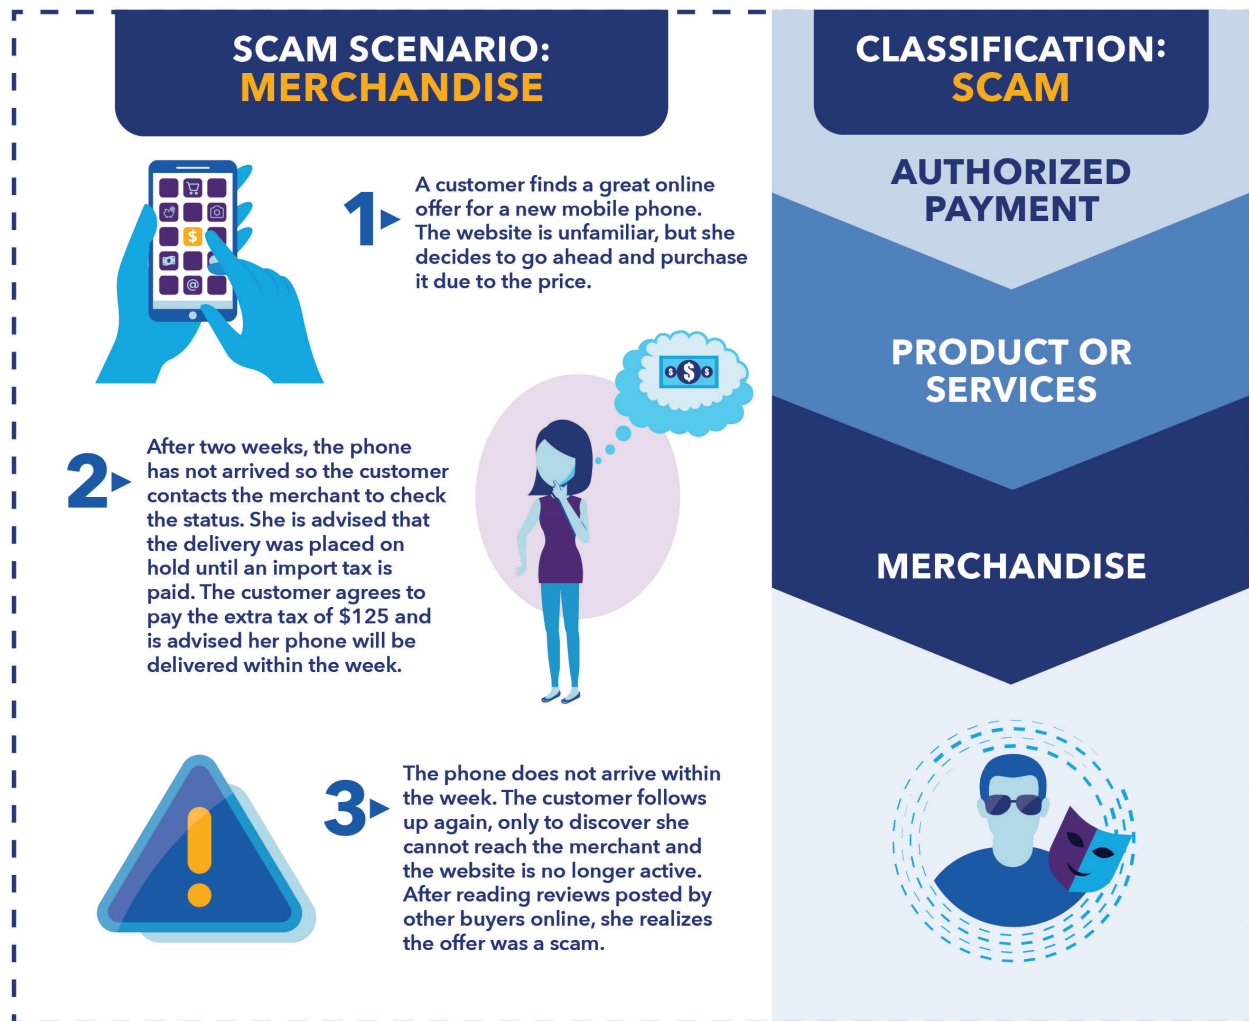 SCAM SCENARIO:
MERCHANDISE
1
A customer finds a great online
offer for a new mobile phone.
The website is unfamiliar, but she
decides to go ahead and purchase
it due to the price.
$
@
$ $ $
2
After two weeks, the phone
has not arrived so the customer
contacts the merchant to check
the status. She is advised that
the delivery was placed on
hold until an import tax is
paid. The customer agrees to
pay the extra tax of $125 and
is advised her phone will be
delivered within the week.
3
The phone does not arrive within
the week. The customer follows
up again, only to discover she
cannot reach the merchant and
the website is no longer active.
After reading reviews posted by
other buyers online, she realizes
the offer was a scam.
CLASSIFICATION:
SCAM
AUTHORIZED
PAYMENT
PRODUCT OR
SERVICES
MERCHANDISE